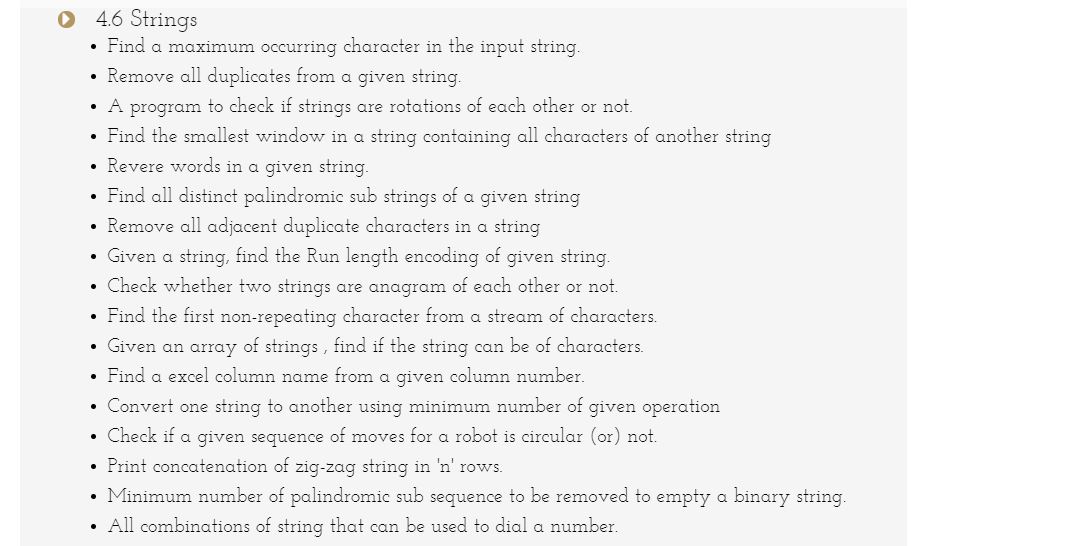 4.6 Strings
• Find a maximum occurring character in the input string.
• Remove all duplicates from a given string.
• A program to check if strings are rotations of each other or not.
• Find the smallest window in a string containing all characters of another string
• Revere words in a given string.
• Find all distinct palindromic sub strings of a given string
• Remove all adjacent duplicate characters in a string
• Given a string, find the Run length encoding of given string.
• Check whether two strings are anagram of each other or not.
• Find the first non-repeating character from a stream of characters.
• Given an array of strings , find if the string can be of characters.
• Find a excel column name from a given column number.
• Convert one string to another using minimum number of given operation
• Check if a given sequence of moves for a robot is circular (or) not.
• Print concatenation of zig-zag string in 'n' rows.
• Minimum number of palindromic sub sequence to be removed to empty a binary string.
• All combinations of string that can be used to dial a number.